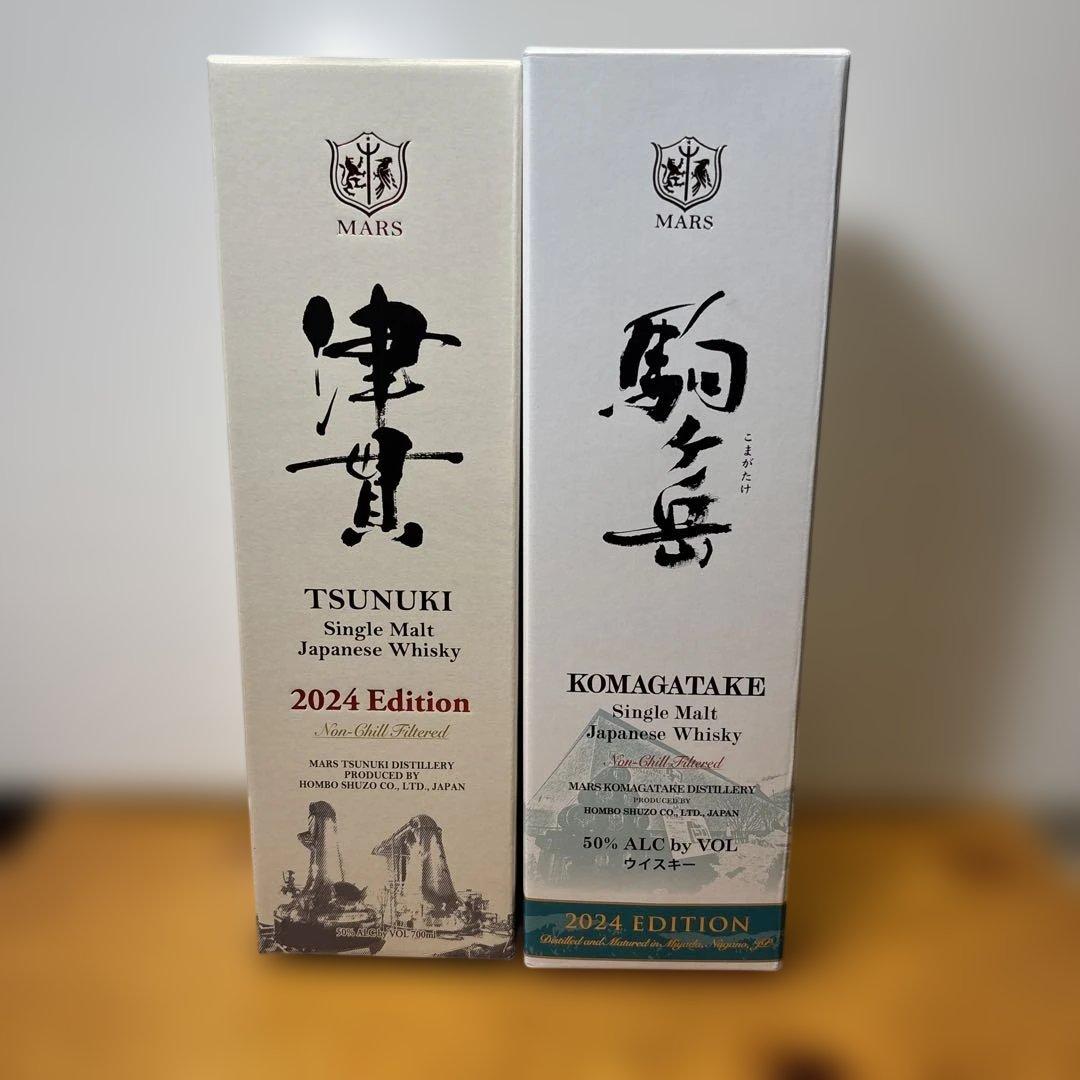 MARS
津貫
TSUNUKI
Single Malt
Japanese Whisky
2024 Edition
Non-Chill Filtered
MARS TSUNUKI DISTILLERY
PRODUCED BY
HOMBO SHUZO CO., LTD., JAPAN
50% ALC by VOL 700ml
MARS
駒ヶ岳
こまがたけ
KOMAGATAKE
Single Malt
Japanese Whisky
Non-Chill Filtered
MARS KOMAGATAKE DISTILLERY
PRODUCED BY
HOMBO SHUZO CO., LTD., JAPAN
50% ALC by VOL
ウイスキー
2024 EDITION
Distilled and Matured in Miyada, Nagano, JP